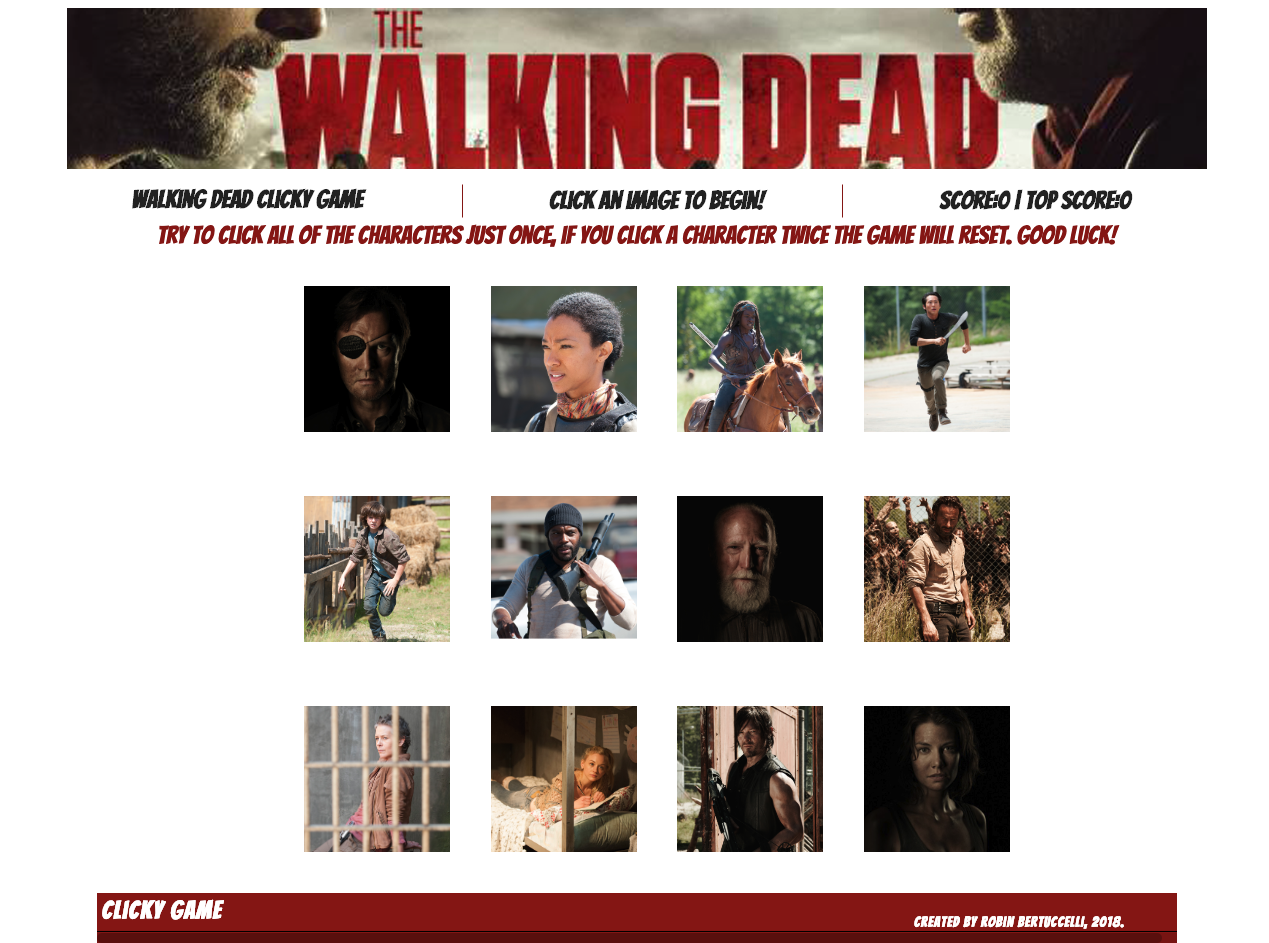 THE
WALKING DEAD
WALKING DEAD CLICKY GAME
CLICK AN IMAGE TO BEGIN!
SCORE:0 | TOP SCORE:0
TRY TO CLICK ALL OF THE CHARACTERS JUST ONCE, IF YOU CLICK A CHARACTER TWICE THE GAME WILL RESET. GOOD LUCK!
CLICKY GAME
CREATED BY ROBIN BERTUCCELLI, 2018.